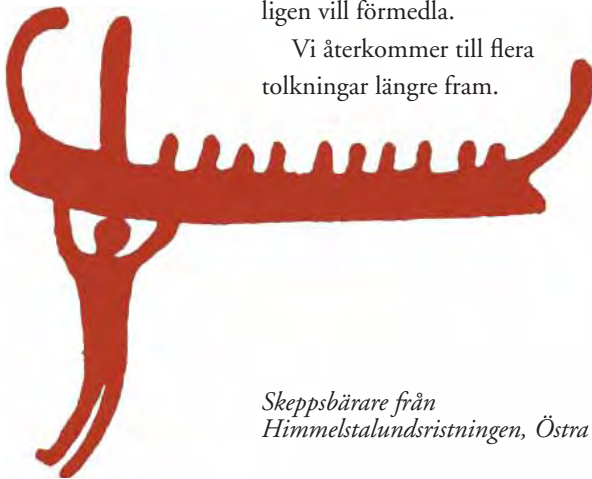 ligen vill förmedla.
Vi återkommer till flera
tolkningar längre fram.
Skeppsbärare från
Himmelstalundsristningen, Östra